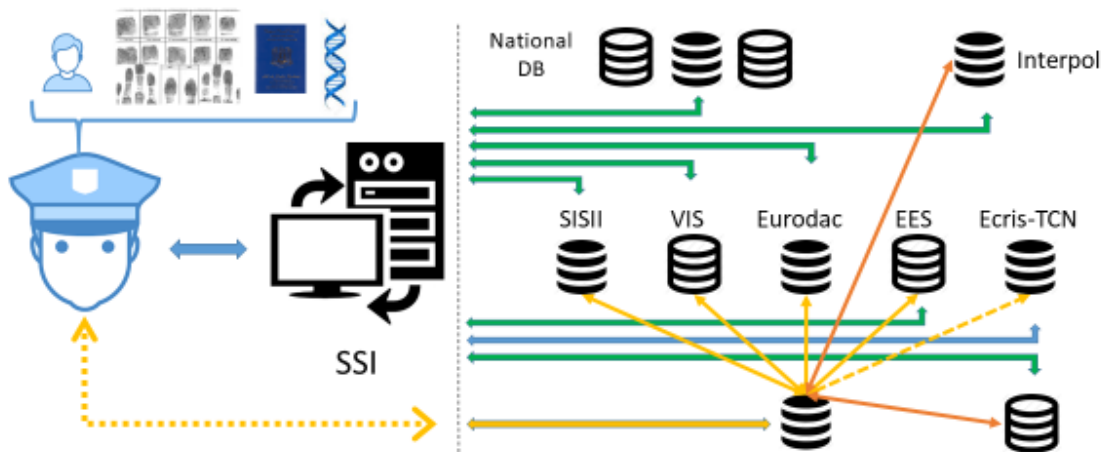 National
DB
Interpol
SISII
VIS
Eurodac
EES
Ecris-TCN
SSI